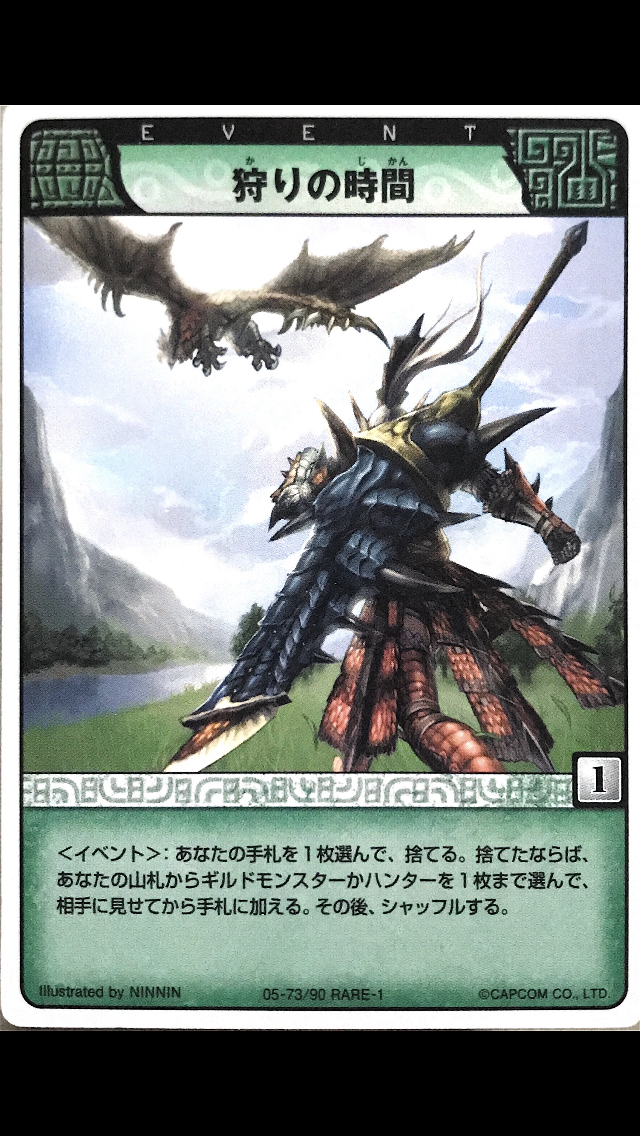 EVENT
か じ かん
狩りの時間
1
＜イベント＞：あなたの手札を１枚選んで、捨てる。捨てたならば、
あなたの山札からギルドモンスターかハンターを１枚まで選んで、
相手に見せてから手札に加える。その後、シャッフルする。
Illustrated by NINNIN 05-73/90 RARE-1 ©CAPCOM CO., LTD.